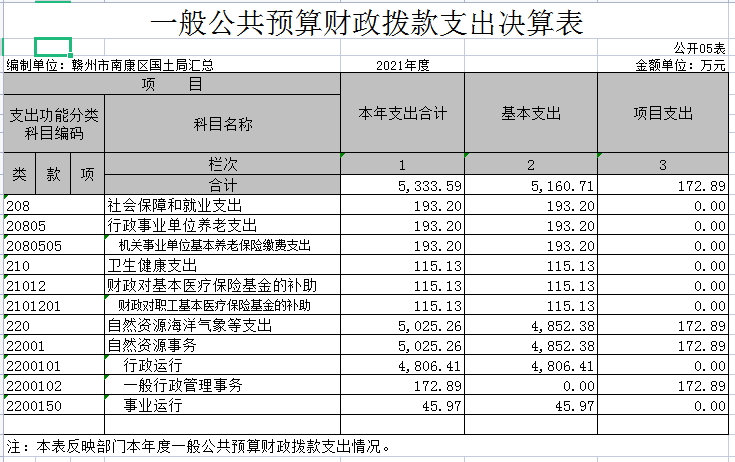 一般公共预算财政拨款支出决算表
公开05表
编制单位：赣州市南康区国土局汇总 2021年度 金额单位：万元
项 目 本年支出合计 基本支出 项目支出
支出功能分类科目编码 科目名称
类 款 项 栏次 1 2 3
合计 5,333.59 5,160.71 172.89
208 社会保障和就业支出 193.20 193.20 0.00
20805 行政事业单位养老支出 193.20 193.20 0.00
2080505 机关事业单位基本养老保险缴费支出 193.20 193.20 0.00
210 卫生健康支出 115.13 115.13 0.00
21012 财政对基本医疗保险基金的补助 115.13 115.13 0.00
2101201 财政对职工基本医疗保险基金的补助 115.13 115.13 0.00
220 自然资源海洋气象等支出 5,025.26 4,852.38 172.89
22001 自然资源事务 5,025.26 4,852.38 172.89
2200101 行政运行 4,806.41 4,806.41 0.00
2200102 一般行政管理事务 172.89 0.00 172.89
2200150 事业运行 45.97 45.97 0.00
注：本表反映部门本年度一般公共预算财政拨款支出情况。